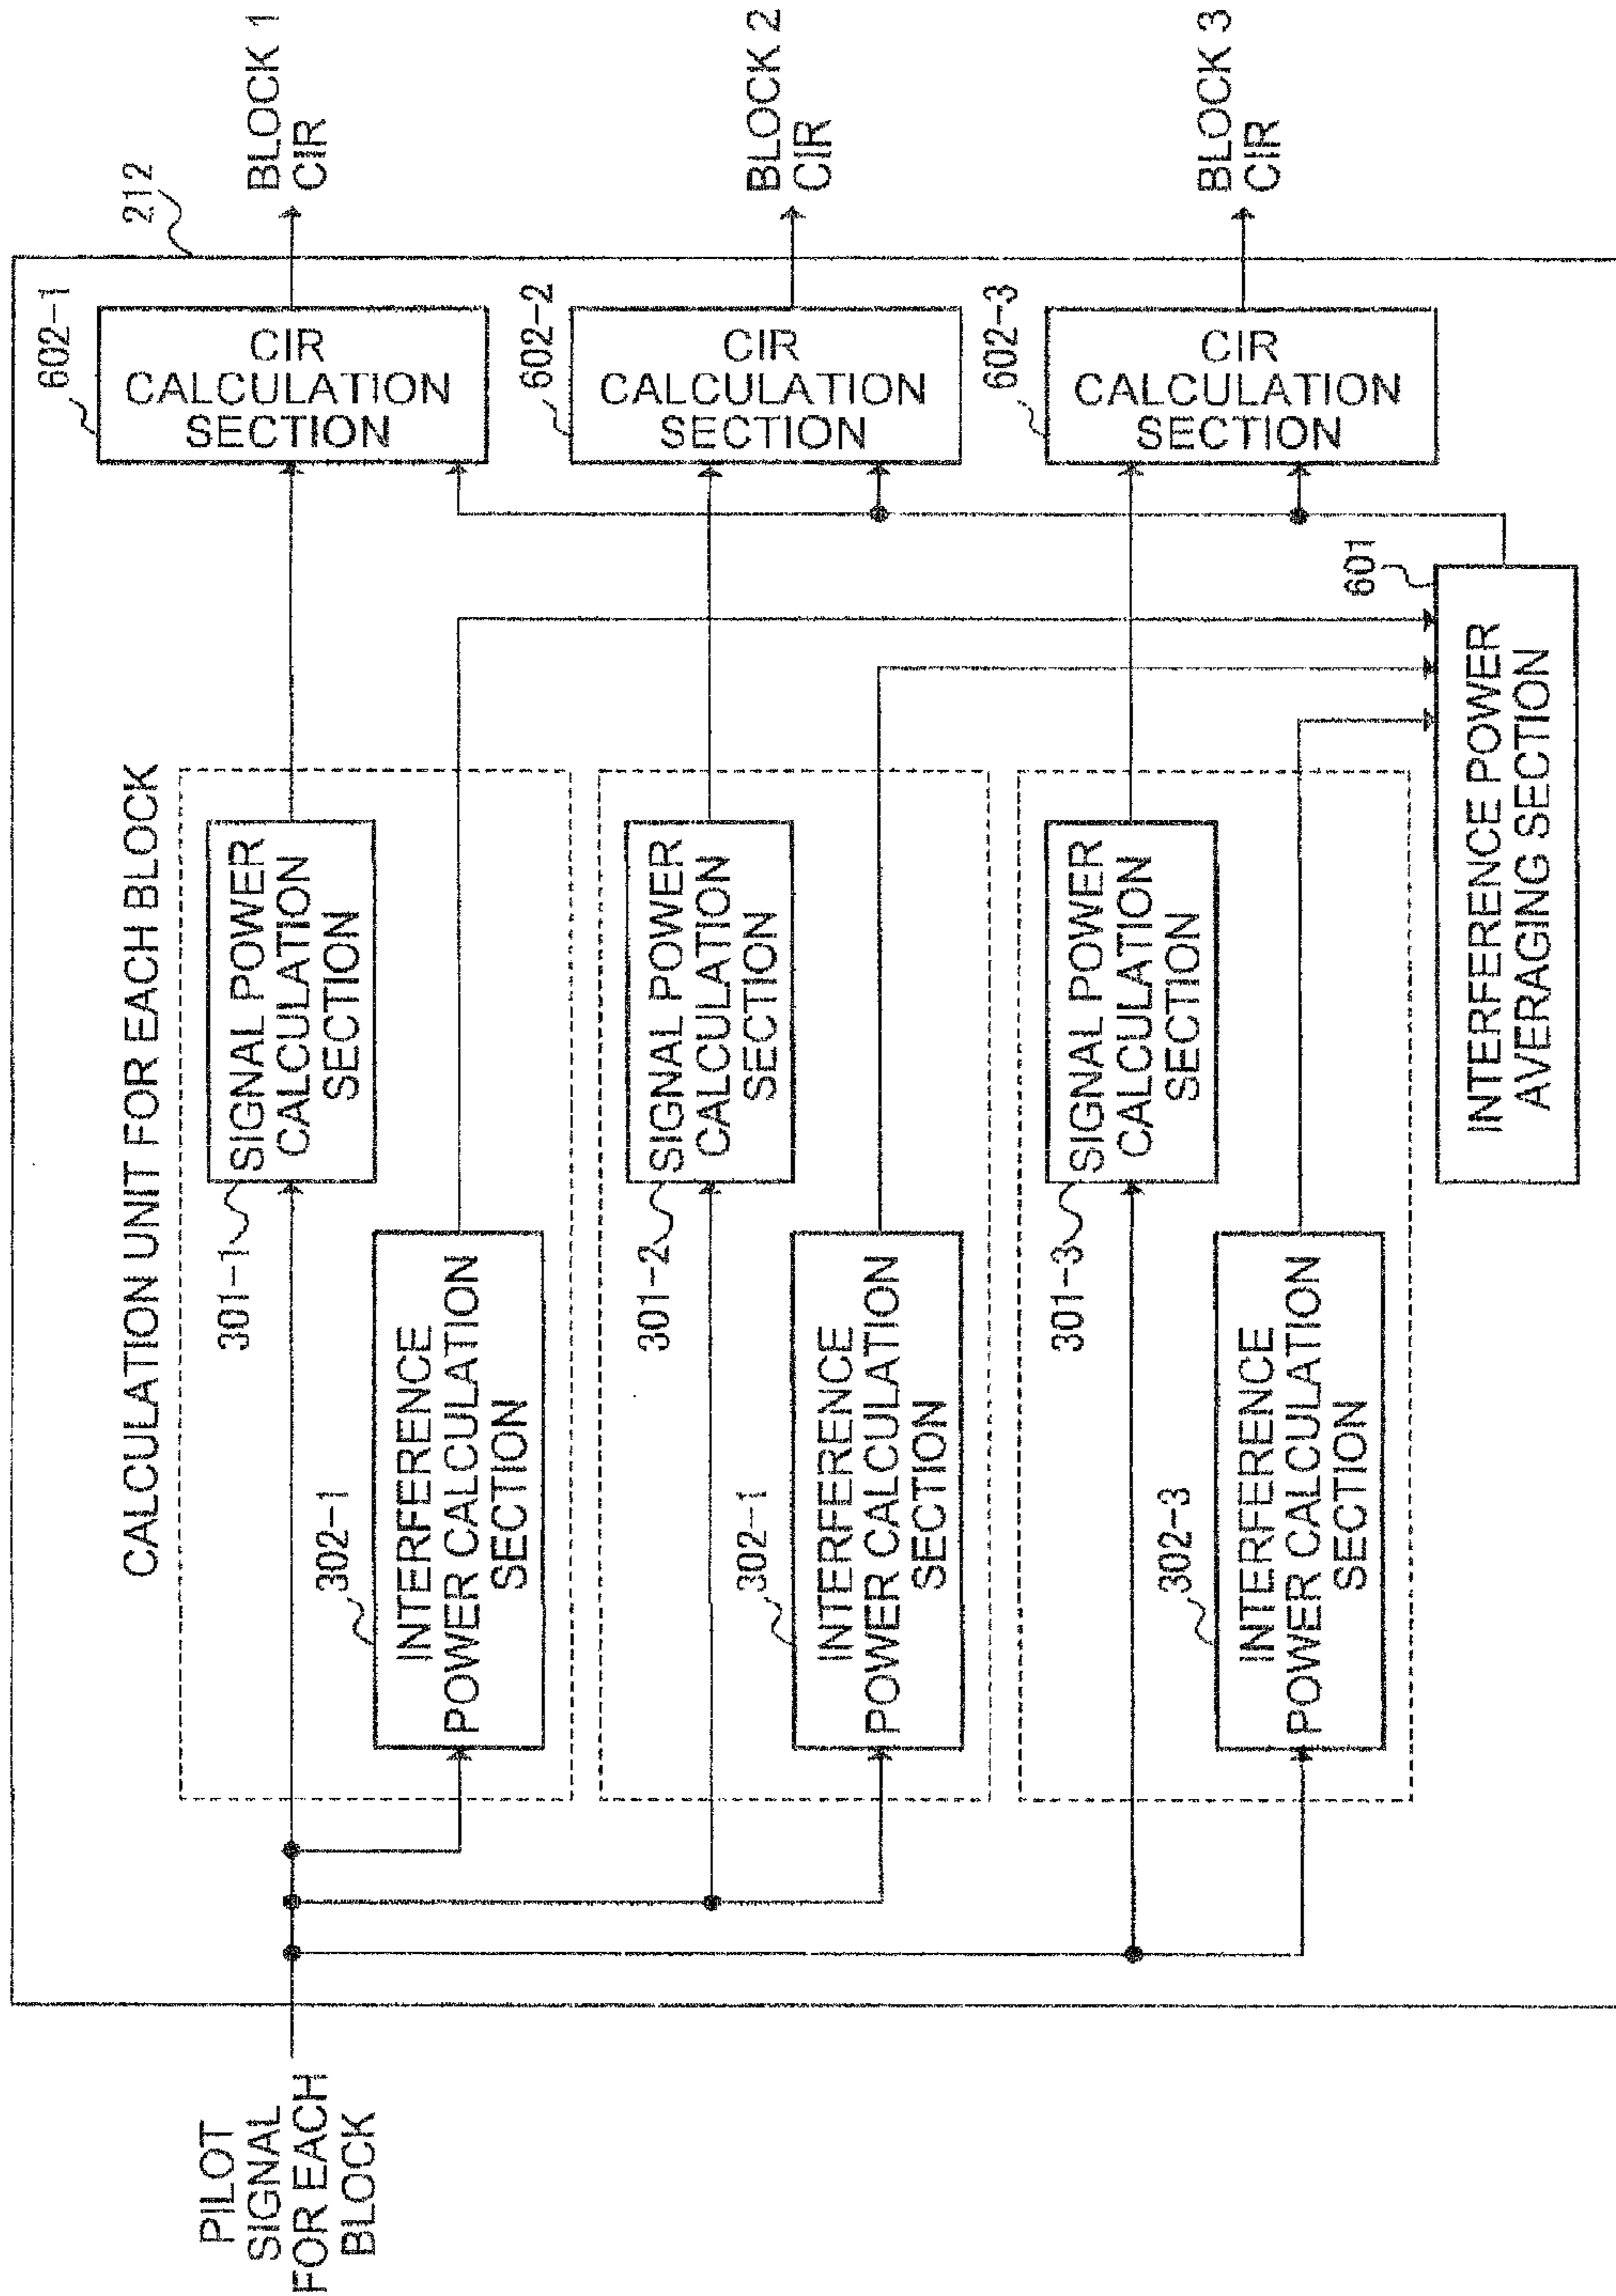 PILOT
SIGNAL
FOR EACH
BLOCK
CALCULATION UNIT FOR EACH BLOCK
212
301-1
SIGNAL POWER
CALCULATION
SECTION
302-1
INTERFERENCE
POWER CALCULATION
SECTION
602-1
CIR
CALCULATION
SECTION
BLOCK 1
CIR
301-2
SIGNAL POWER
CALCULATION
SECTION
302-1
INTERFERENCE
POWER CALCULATION
SECTION
602-2
CIR
CALCULATION
SECTION
BLOCK 2
CIR
301-3
SIGNAL POWER
CALCULATION
SECTION
302-3
INTERFERENCE
POWER CALCULATION
SECTION
602-3
CIR
CALCULATION
SECTION
BLOCK 3
CIR
601
INTERFERENCE POWER
AVERAGING SECTION